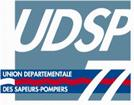 UDSP
UNION DEPARTEMENTALE
DES SAPEURS-POMPIERS
77